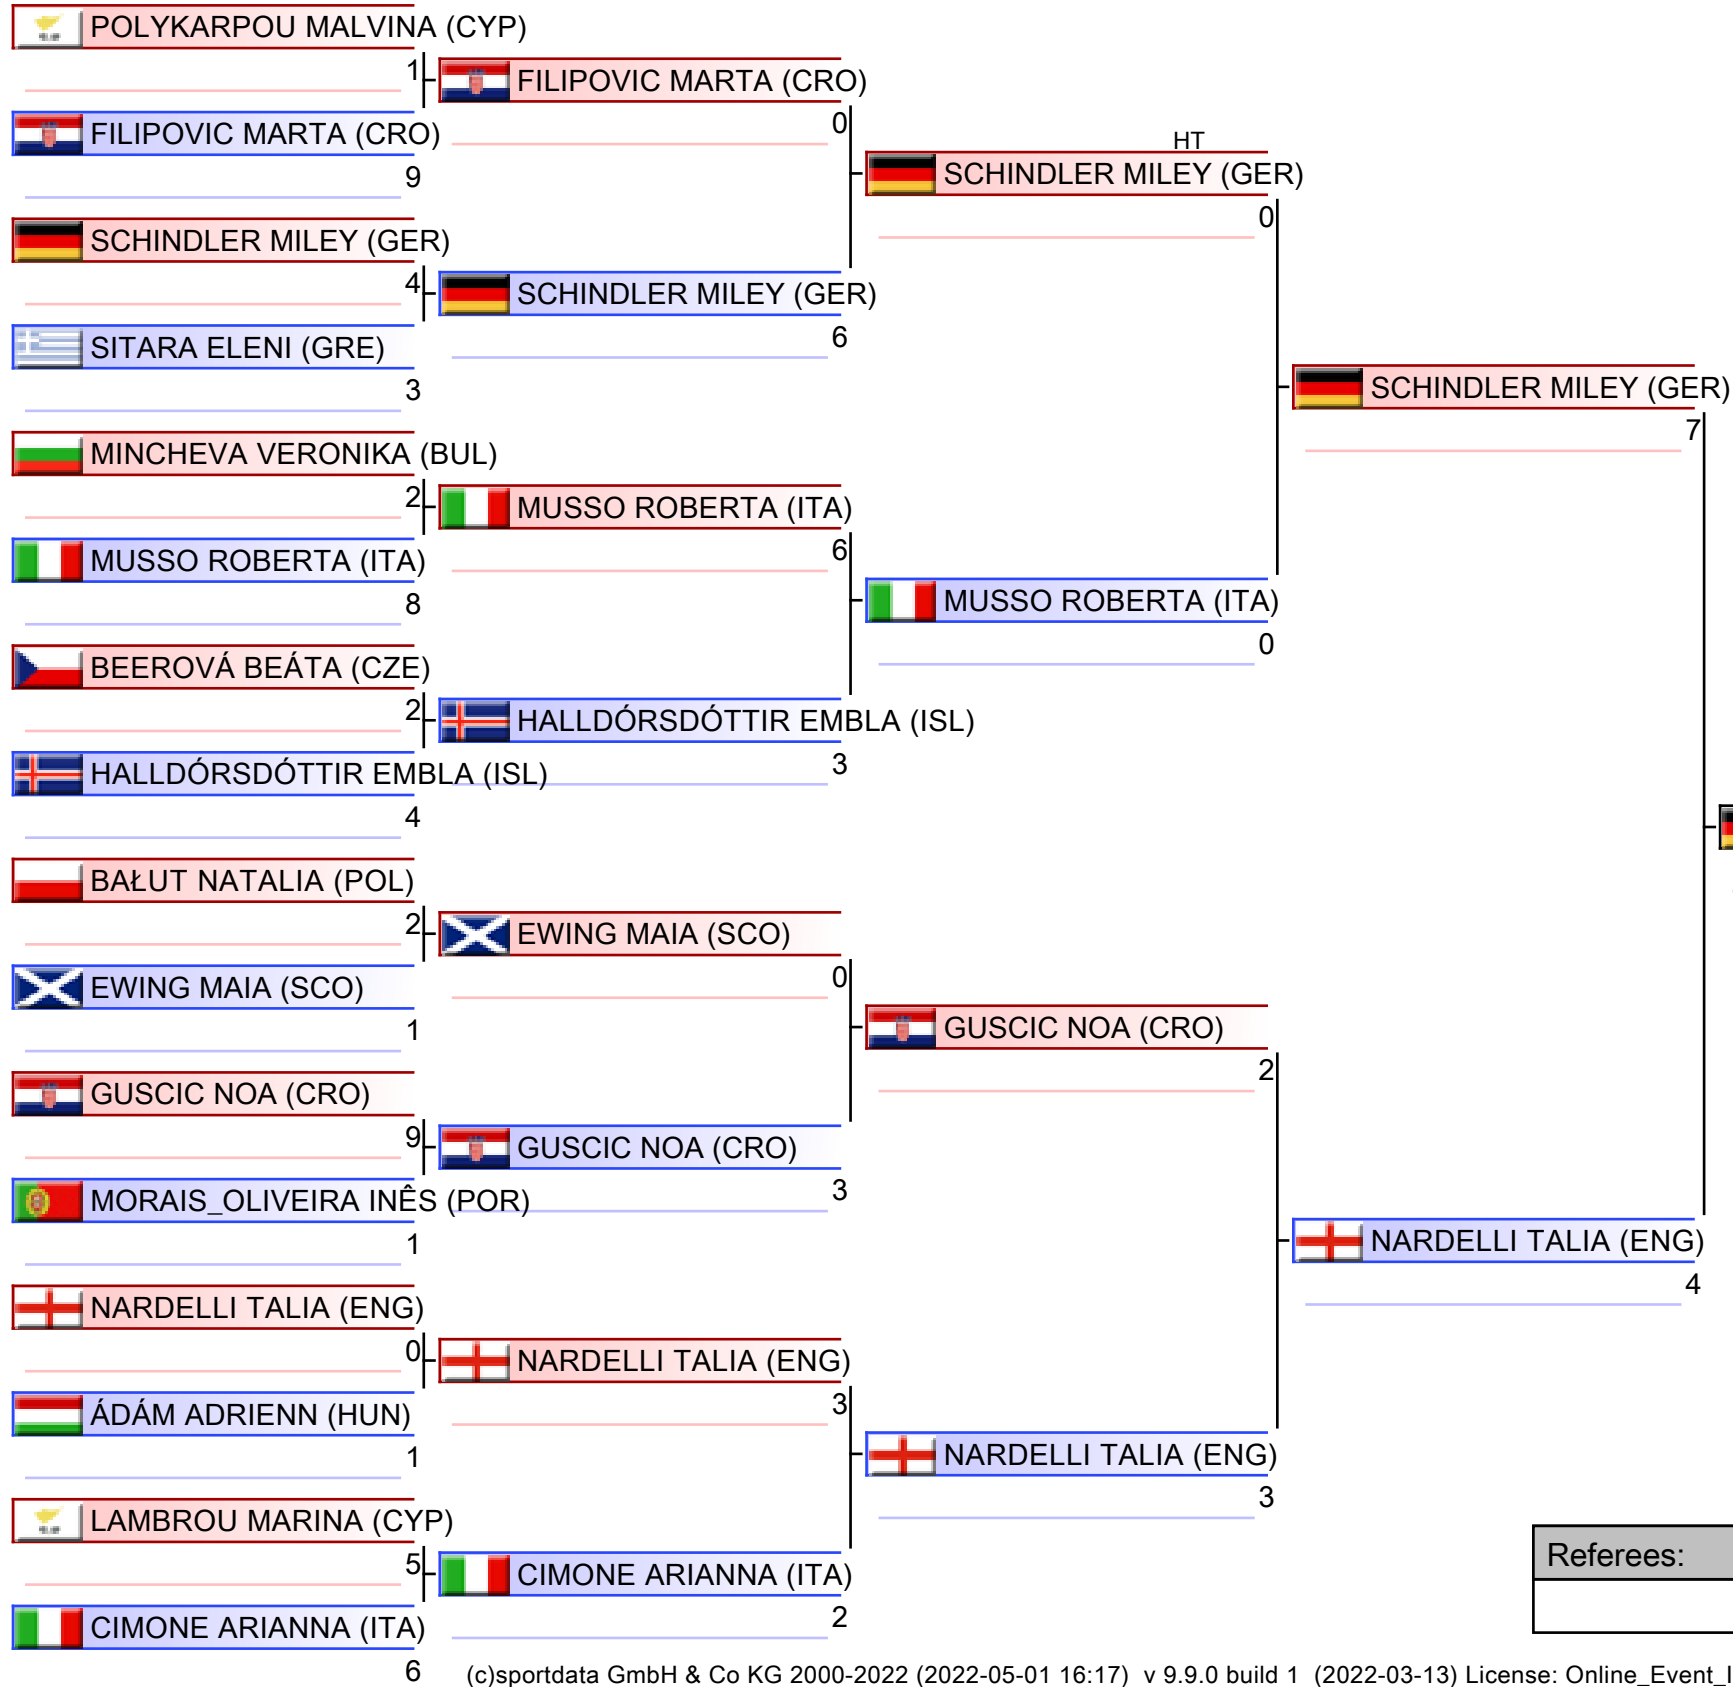 POLYKARPOU MALVINA (CYP)
1
FILIPOVIC MARTA (CRO)
9
SCHINDLER MILEY (GER)
4
SITARA ELENI (GRE)
3
MINCHEVA VERONIKA (BUL)
2
MUSSO ROBERTA (ITA)
8
BEEROVÁ BEÁTA (CZE)
2
HALLDÓRSDÓTTIR EMBLA (ISL)
4
BAŁUT NATALIA (POL)
2
EWING MAIA (SCO)
1
GUSCIC NOA (CRO)
9
MORAIS_OLIVEIRA INÊS (POR)
1
NARDELLI TALIA (ENG)
0
ÁDÁM ADRIENN (HUN)
1
LAMBROU MARINA (CYP)
5
CIMONE ARIANNA (ITA)
6
FILIPOVIC MARTA (CRO)
0
SCHINDLER MILEY (GER)
6
MUSSO ROBERTA (ITA)
6
HALLDÓRSDÓTTIR EMBLA (ISL)
3
EWING MAIA (SCO)
0
GUSCIC NOA (CRO)
3
NARDELLI TALIA (ENG)
3
CIMONE ARIANNA (ITA)
2
HT
SCHINDLER MILEY (GER)
0
MUSSO ROBERTA (ITA)
0
GUSCIC NOA (CRO)
2
NARDELLI TALIA (ENG)
3
SCHINDLER MILEY (GER)
7
NARDELLI TALIA (ENG)
4
Referees:
(c)sportdata GmbH & Co KG 2000-2022 (2022-05-01 16:17) v 9.9.0 build 1 (2022-03-13) License: Online_Event_